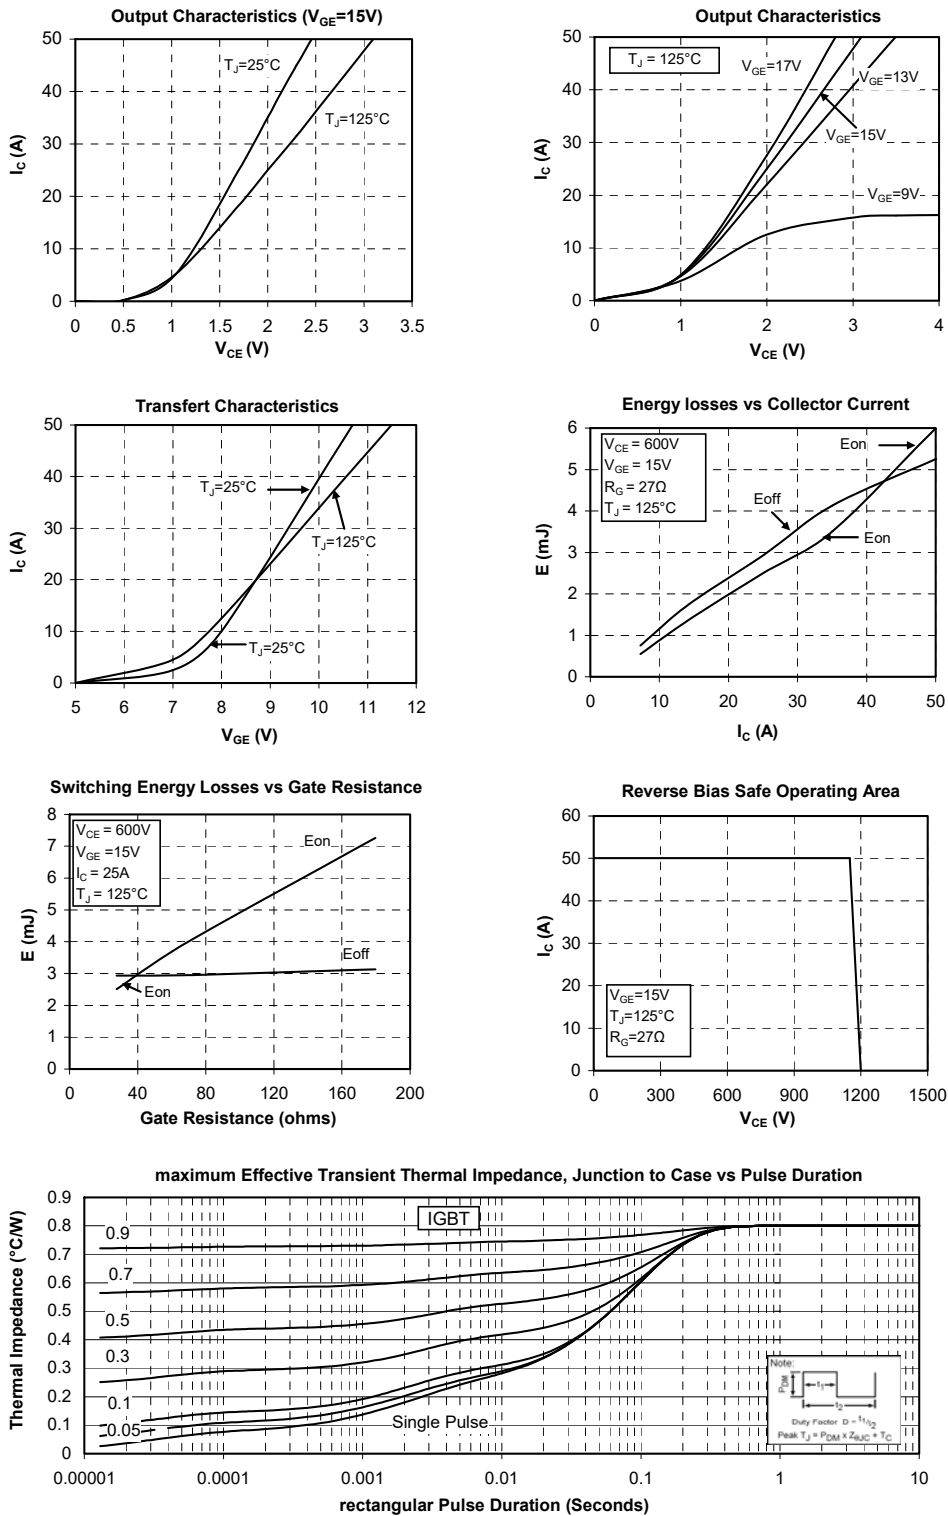 Output Characteristics (VGE=15V)
50
40
30
20
10
0
IC (A)
TJ=25°C
TJ=125°C
0 0.5 1 1.5 2 2.5 3 3.5
VCE (V)
Output Characteristics
50
40
30
20
10
0
IC (A)
TJ = 125°C
VGE=17V
VGE=13V
VGE=15V
VGE=9V
0 1 2 3 4
VCE (V)
Transfert Characteristics
50
40
30
20
10
0
IC (A)
TJ=25°C
TJ=125°C
TJ=25°C
5 6 7 8 9 10 11 12
VGE (V)
Energy losses vs Collector Current
6
5
4
3
2
1
0
E (mJ)
VCE = 600V
VGE = 15V
RG = 27Ω
TJ = 125°C
Eon
Eoff
Eon
0 10 20 30 40 50
IC (A)
Switching Energy Losses vs Gate Resistance
8
7
6
5
4
3
2
1
0
E (mJ)
VCE = 600V
VGE =15V
IC = 25A
TJ = 125°C
Eon
Eoff
Eon
0 40 80 120 160 200
Gate Resistance (ohms)
Reverse Bias Safe Operating Area
60
50
40
30
20
10
0
IC (A)
VGE=15V
TJ=125°C
RG=27Ω
0 300 600 900 1200 1500
VCE (V)
maximum Effective Transient Thermal Impedance, Junction to Case vs Pulse Duration
0.9
0.8
0.7
0.6
0.5
0.4
0.3
0.2
0.1
0
Thermal Impedance (°C/W)
IGBT
0.9
0.7
0.5
0.3
0.1
0.05
Single Pulse
Note:
PDM
t1
t2
Duty Factor D = t1/t2
Peak TJ = PDM x ZθJC + TC
0.00001 0.0001 0.001 0.01 0.1 1 10
rectangular Pulse Duration (Seconds)